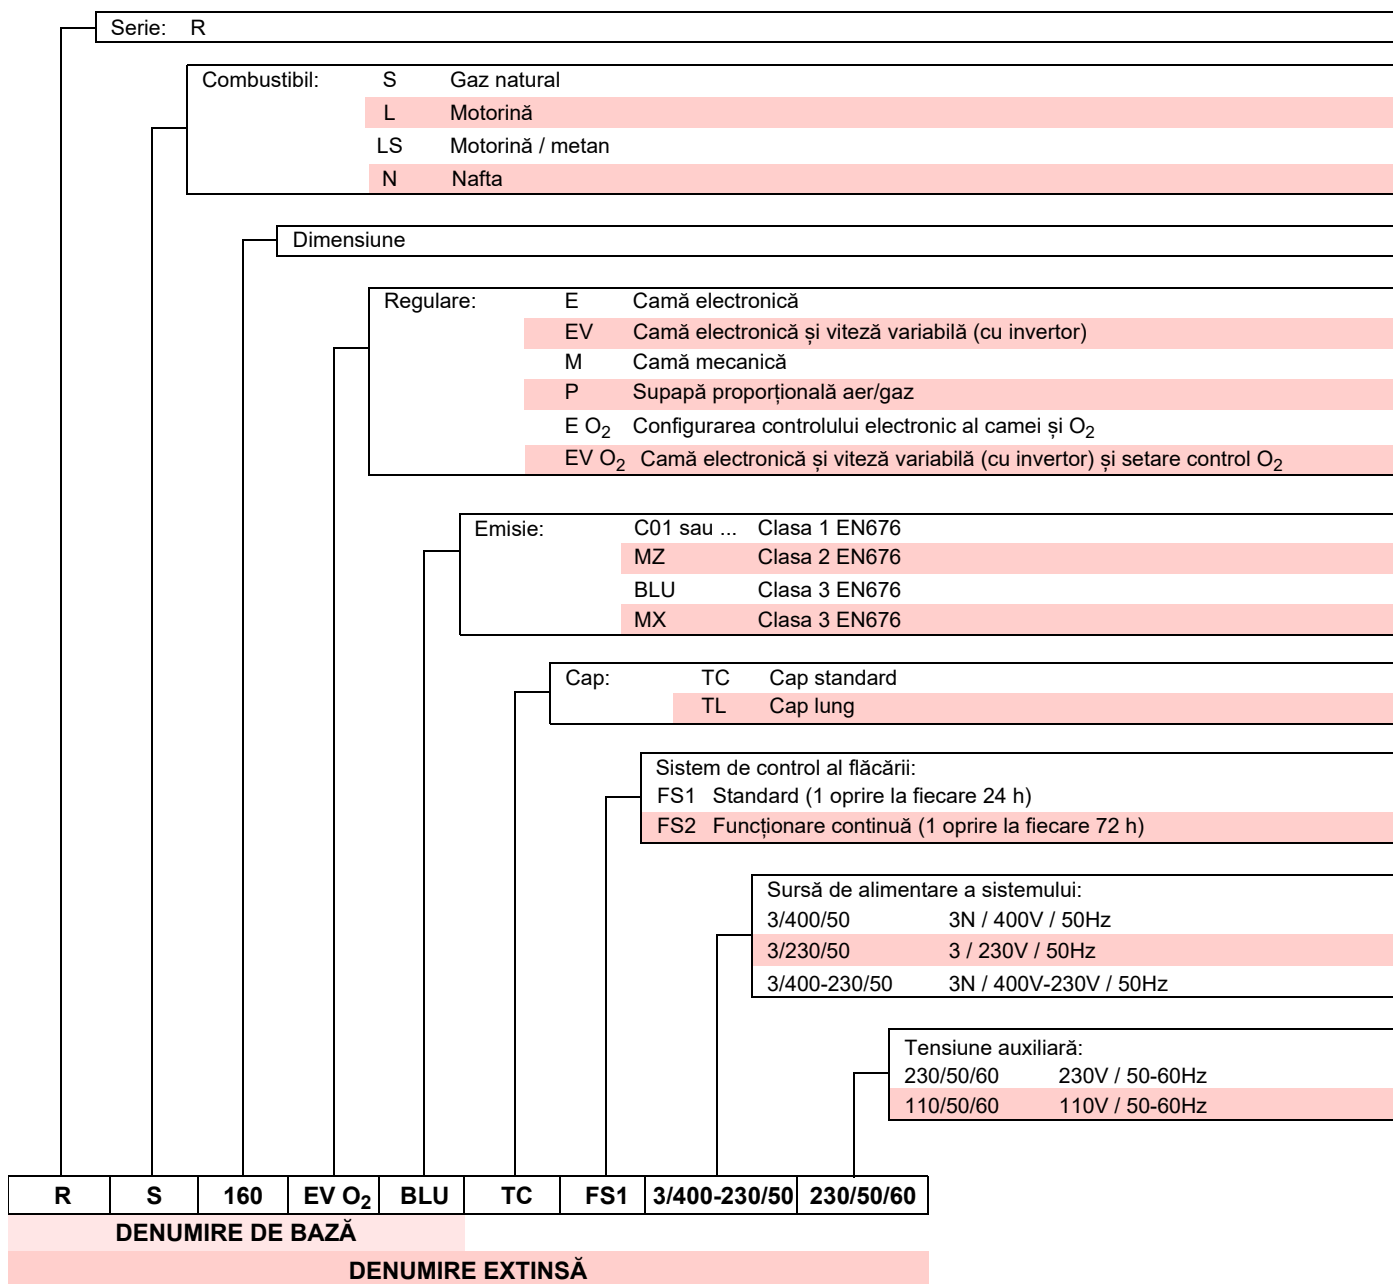 Serie: R
Combustibil: S Gaz natural
L Motorină
LS Motorină / metan
N Nafta
Dimensiune
Regulare: E Camă electronică
EV Camă electronică și viteză variabilă (cu invertor)
M Camă mecanică
P Supapă proporțională aer/gaz
E O₂ Configurarea controlului electronic al camei și O₂
EV O₂ Camă electronică și viteză variabilă (cu invertor) și setare control O₂
Emisie: C01 sau ... Clasa 1 EN676
MZ Clasa 2 EN676
BLU Clasa 3 EN676
MX Clasa 3 EN676
Cap: TC Cap standard
TL Cap lung
Sistem de control al flăcării:
FS1 Standard (1 oprire la fiecare 24 h)
FS2 Funcționare continuă (1 oprire la fiecare 72 h)
Sursă de alimentare a sistemului:
3/400/50 3N / 400V / 50Hz
3/230/50 3 / 230V / 50Hz
3/400-230/50 3N / 400V-230V / 50Hz
Tensiune auxiliară:
230/50/60 230V / 50-60Hz
110/50/60 110V / 50-60Hz
R S 160 EV O₂ BLU TC FS1 3/400-230/50 230/50/60
DENUMIRE DE BAZĂ
DENUMIRE EXTINSĂ